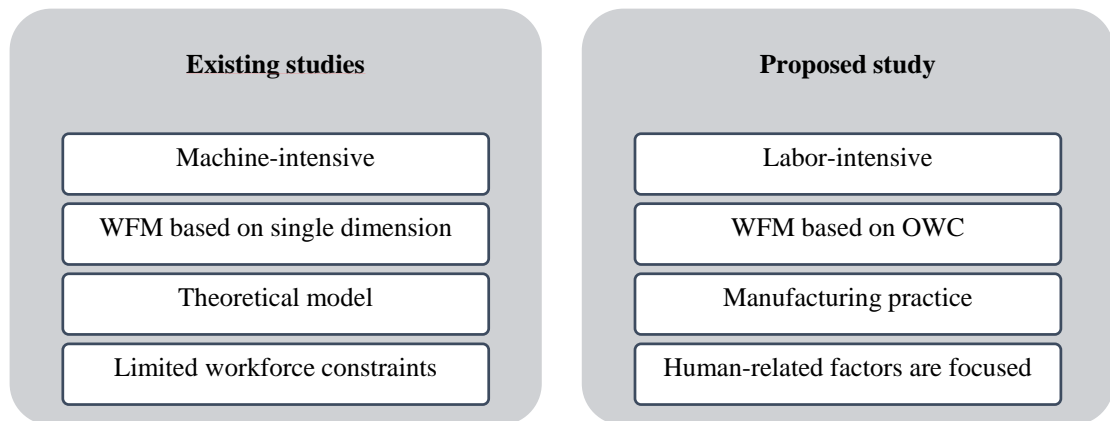 Existing studies
Machine-intensive
WFM based on single dimension
Theoretical model
Limited workforce constraints
Proposed study
Labor-intensive
WFM based on OWC
Manufacturing practice
Human-related factors are focused